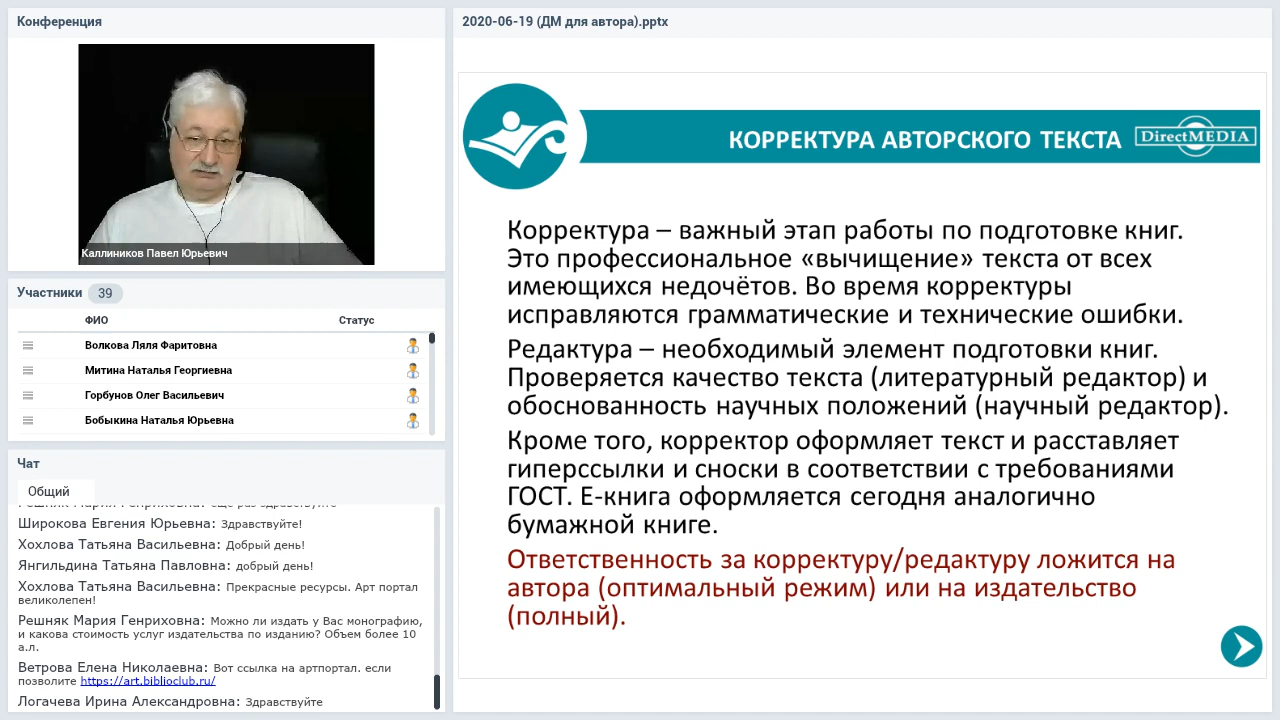 Конференция
Каллиников Павел Юрьевич
Участники 39
ФИО Статус
Волкова Ляля Фаритовна
Митина Наталья Георгиевна
Горбунов Олег Васильевич
Бобыкина Наталья Юрьевна
Чат
Общий
Решняк Мария Генриховна: еще раз здравствуйте
Широкова Евгения Юрьевна: Здравствуйте!
Хохлова Татьяна Васильевна: Добрый день!
Янгильдина Татьяна Павловна: добрый день!
Хохлова Татьяна Васильевна: Прекрасные ресурсы. Арт портал
великолепен!
Решняк Мария Генриховна: Можно ли издать у Вас монографию,
и какова стоимость услуг издательства по изданию? Объем более 10
а.л.
Ветрова Елена Николаевна: Вот ссылка на артпортал. если
позволите https://art.biblioclub.ru/
Логачева Ирина Александровна: Здравствуйте
2020-06-19 (ДМ для автора).pptx
КОРРЕКТУРА АВТОРСКОГО ТЕКСТА
DirectMEDIA
Корректура – важный этап работы по подготовке книг.
Это профессиональное «вычищение» текста от всех
имеющихся недочётов. Во время корректуры
исправляются грамматические и технические ошибки.
Редактура – необходимый элемент подготовки книг.
Проверяется качество текста (литературный редактор) и
обоснованность научных положений (научный редактор).
Кроме того, корректор оформляет текст и расставляет
гиперссылки и сноски в соответствии с требованиями
ГОСТ. Е-книга оформляется сегодня аналогично
бумажной книге.
Ответственность за корректуру/редактуру ложится на
автора (оптимальный режим) или на издательство
(полный).